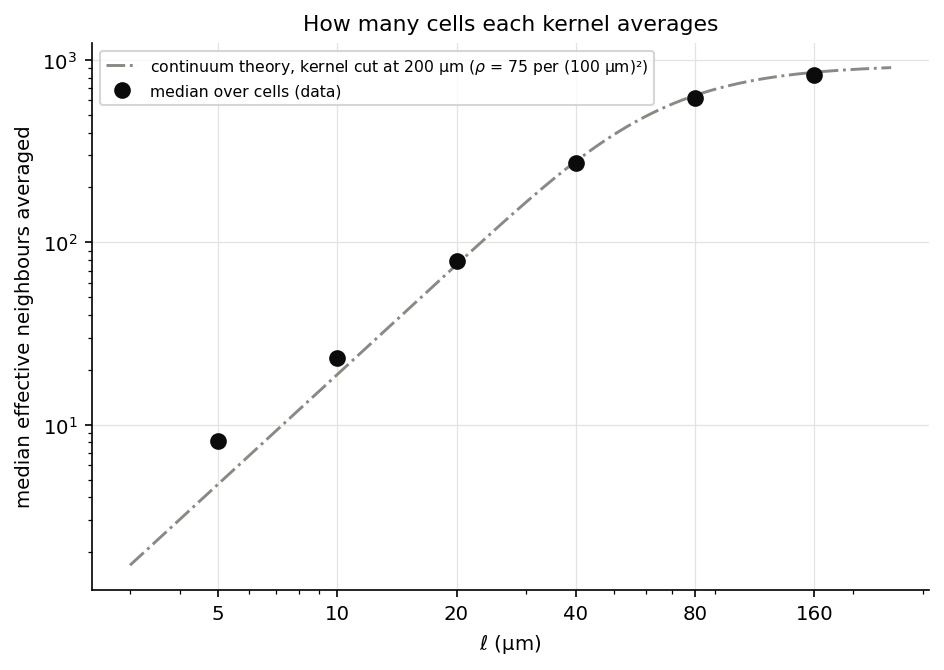 How many cells each kernel averages
continuum theory, kernel cut at 200 µm (ρ = 75 per (100 µm)²)
median over cells (data)
median effective neighbours averaged
10³
10²
10¹
5 10 20 40 80 160
ℓ (µm)